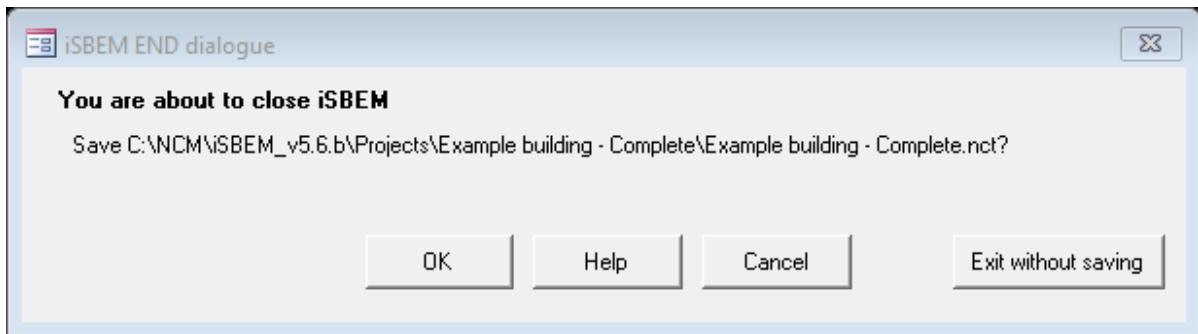 iSBEM END dialogue
You are about to close iSBEM
Save C:\NCM\iSBEM_v5.6.b\Projects\Example building - Complete\Example building - Complete.nct?
OK Help Cancel Exit without saving